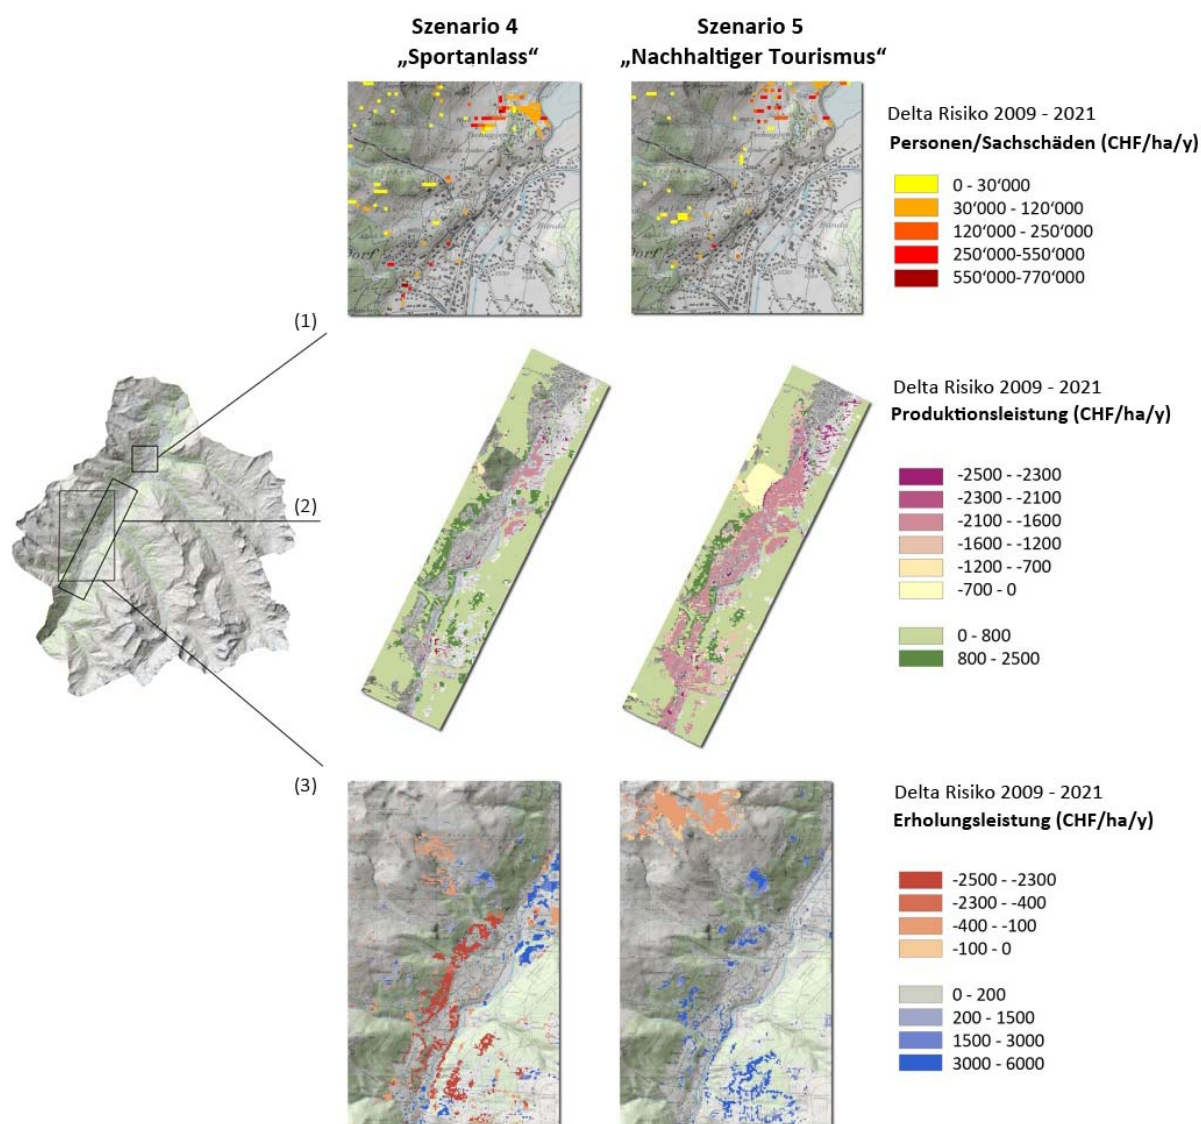 Szenario 4
„Sportanlass“
Szenario 5
„Nachhaltiger Tourismus“
Delta Risiko 2009 - 2021
Personen/Sachschäden (CHF/ha/y)
0 - 30‘000
30‘000 - 120‘000
120‘000 - 250‘000
250‘000-550‘000
550‘000-770‘000
(1)
Delta Risiko 2009 - 2021
Produktionsleistung (CHF/ha/y)
-2500 - -2300
-2300 - -2100
-2100 - -1600
-1600 - -1200
-1200 - -700
-700 - 0
0 - 800
800 - 2500
(2)
(3)
Delta Risiko 2009 - 2021
Erholungsleistung (CHF/ha/y)
-2500 - -2300
-2300 - -400
-400 - -100
-100 - 0
0 - 200
200 - 1500
1500 - 3000
3000 - 6000